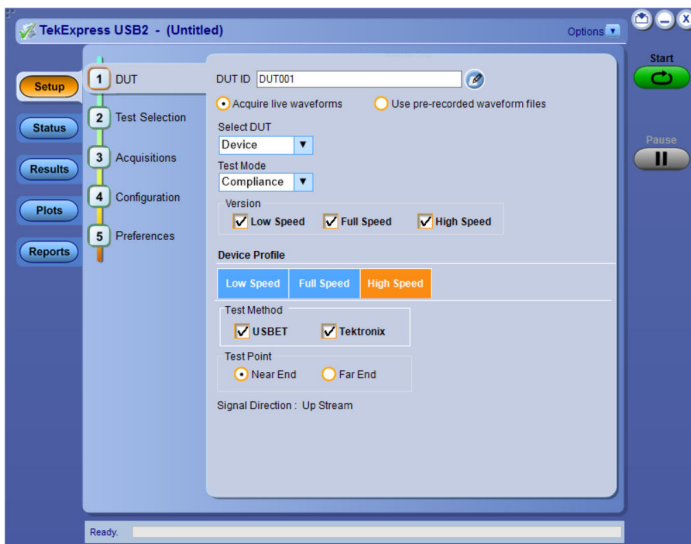 TekExpress USB2 - (Untitled)
Options
Start
Setup
Status
Results
Plots
Reports
1 DUT
2 Test Selection
3 Acquisitions
4 Configuration
5 Preferences
DUT ID DUT001
Acquire live waveforms Use pre-recorded waveform files
Select DUT
Device
Test Mode
Compliance
Version
Low Speed Full Speed High Speed
Device Profile
Low Speed Full Speed High Speed
Test Method
USBET Tektronix
Test Point
Near End Far End
Signal Direction : Up Stream
Pause
Ready.